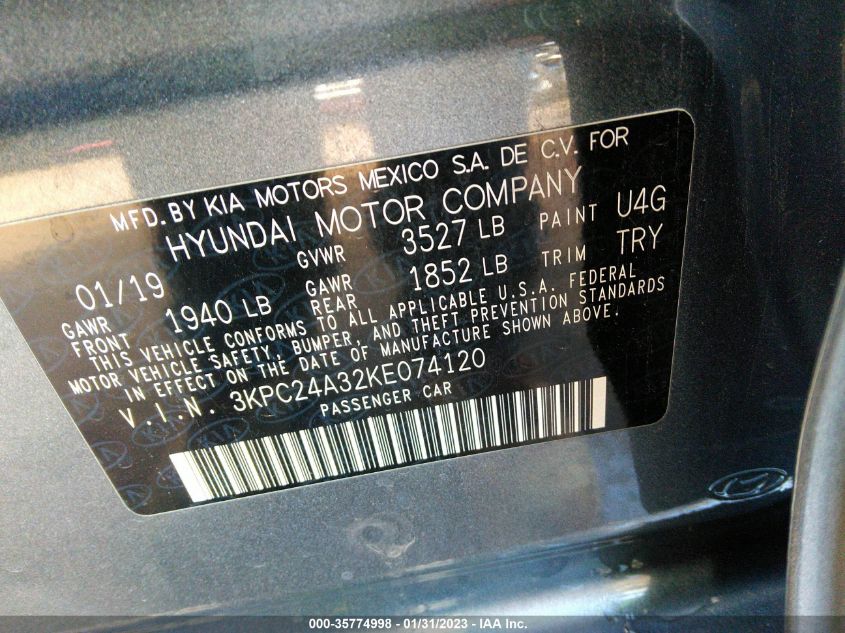 MFD. BY KIA MOTORS MEXICO S.A. DE C.V. FOR
HYUNDAI MOTOR COMPANY
01/19 GVWR 3527 LB PAINT U4G
GAWR FRONT 1940 LB GAWR REAR 1852 LB TRIM TRY
THIS VEHICLE CONFORMS TO ALL APPLICABLE U.S.A. FEDERAL
MOTOR VEHICLE SAFETY, BUMPER, AND THEFT PREVENTION STANDARDS
IN EFFECT ON THE DATE OF MANUFACTURE SHOWN ABOVE.
V.I.N. 3KPC24A32KE074120
PASSENGER CAR
000-35774998 - 01/31/2023 - IAA Inc.